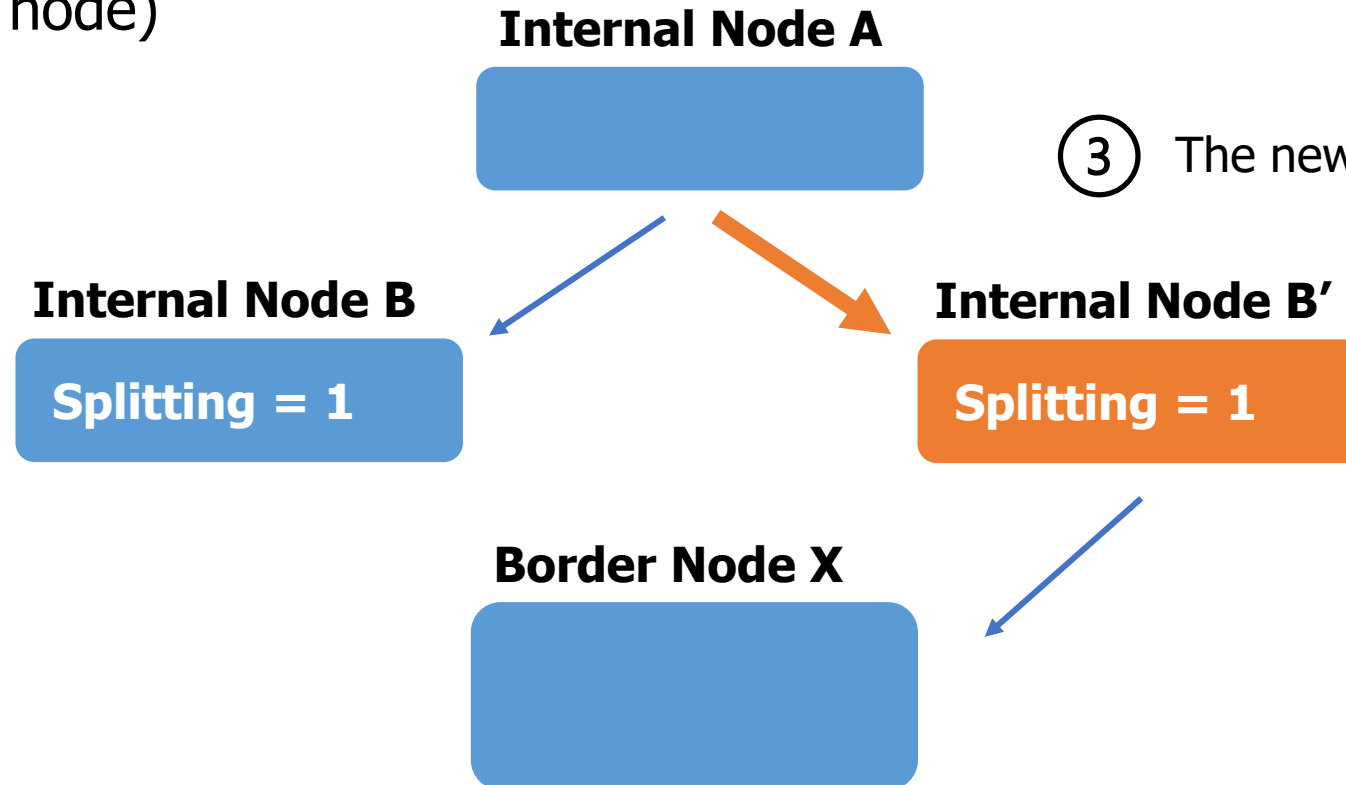 node)
Internal Node A
3 The new
Internal Node B
Internal Node B’
Splitting = 1
Splitting = 1
Border Node X